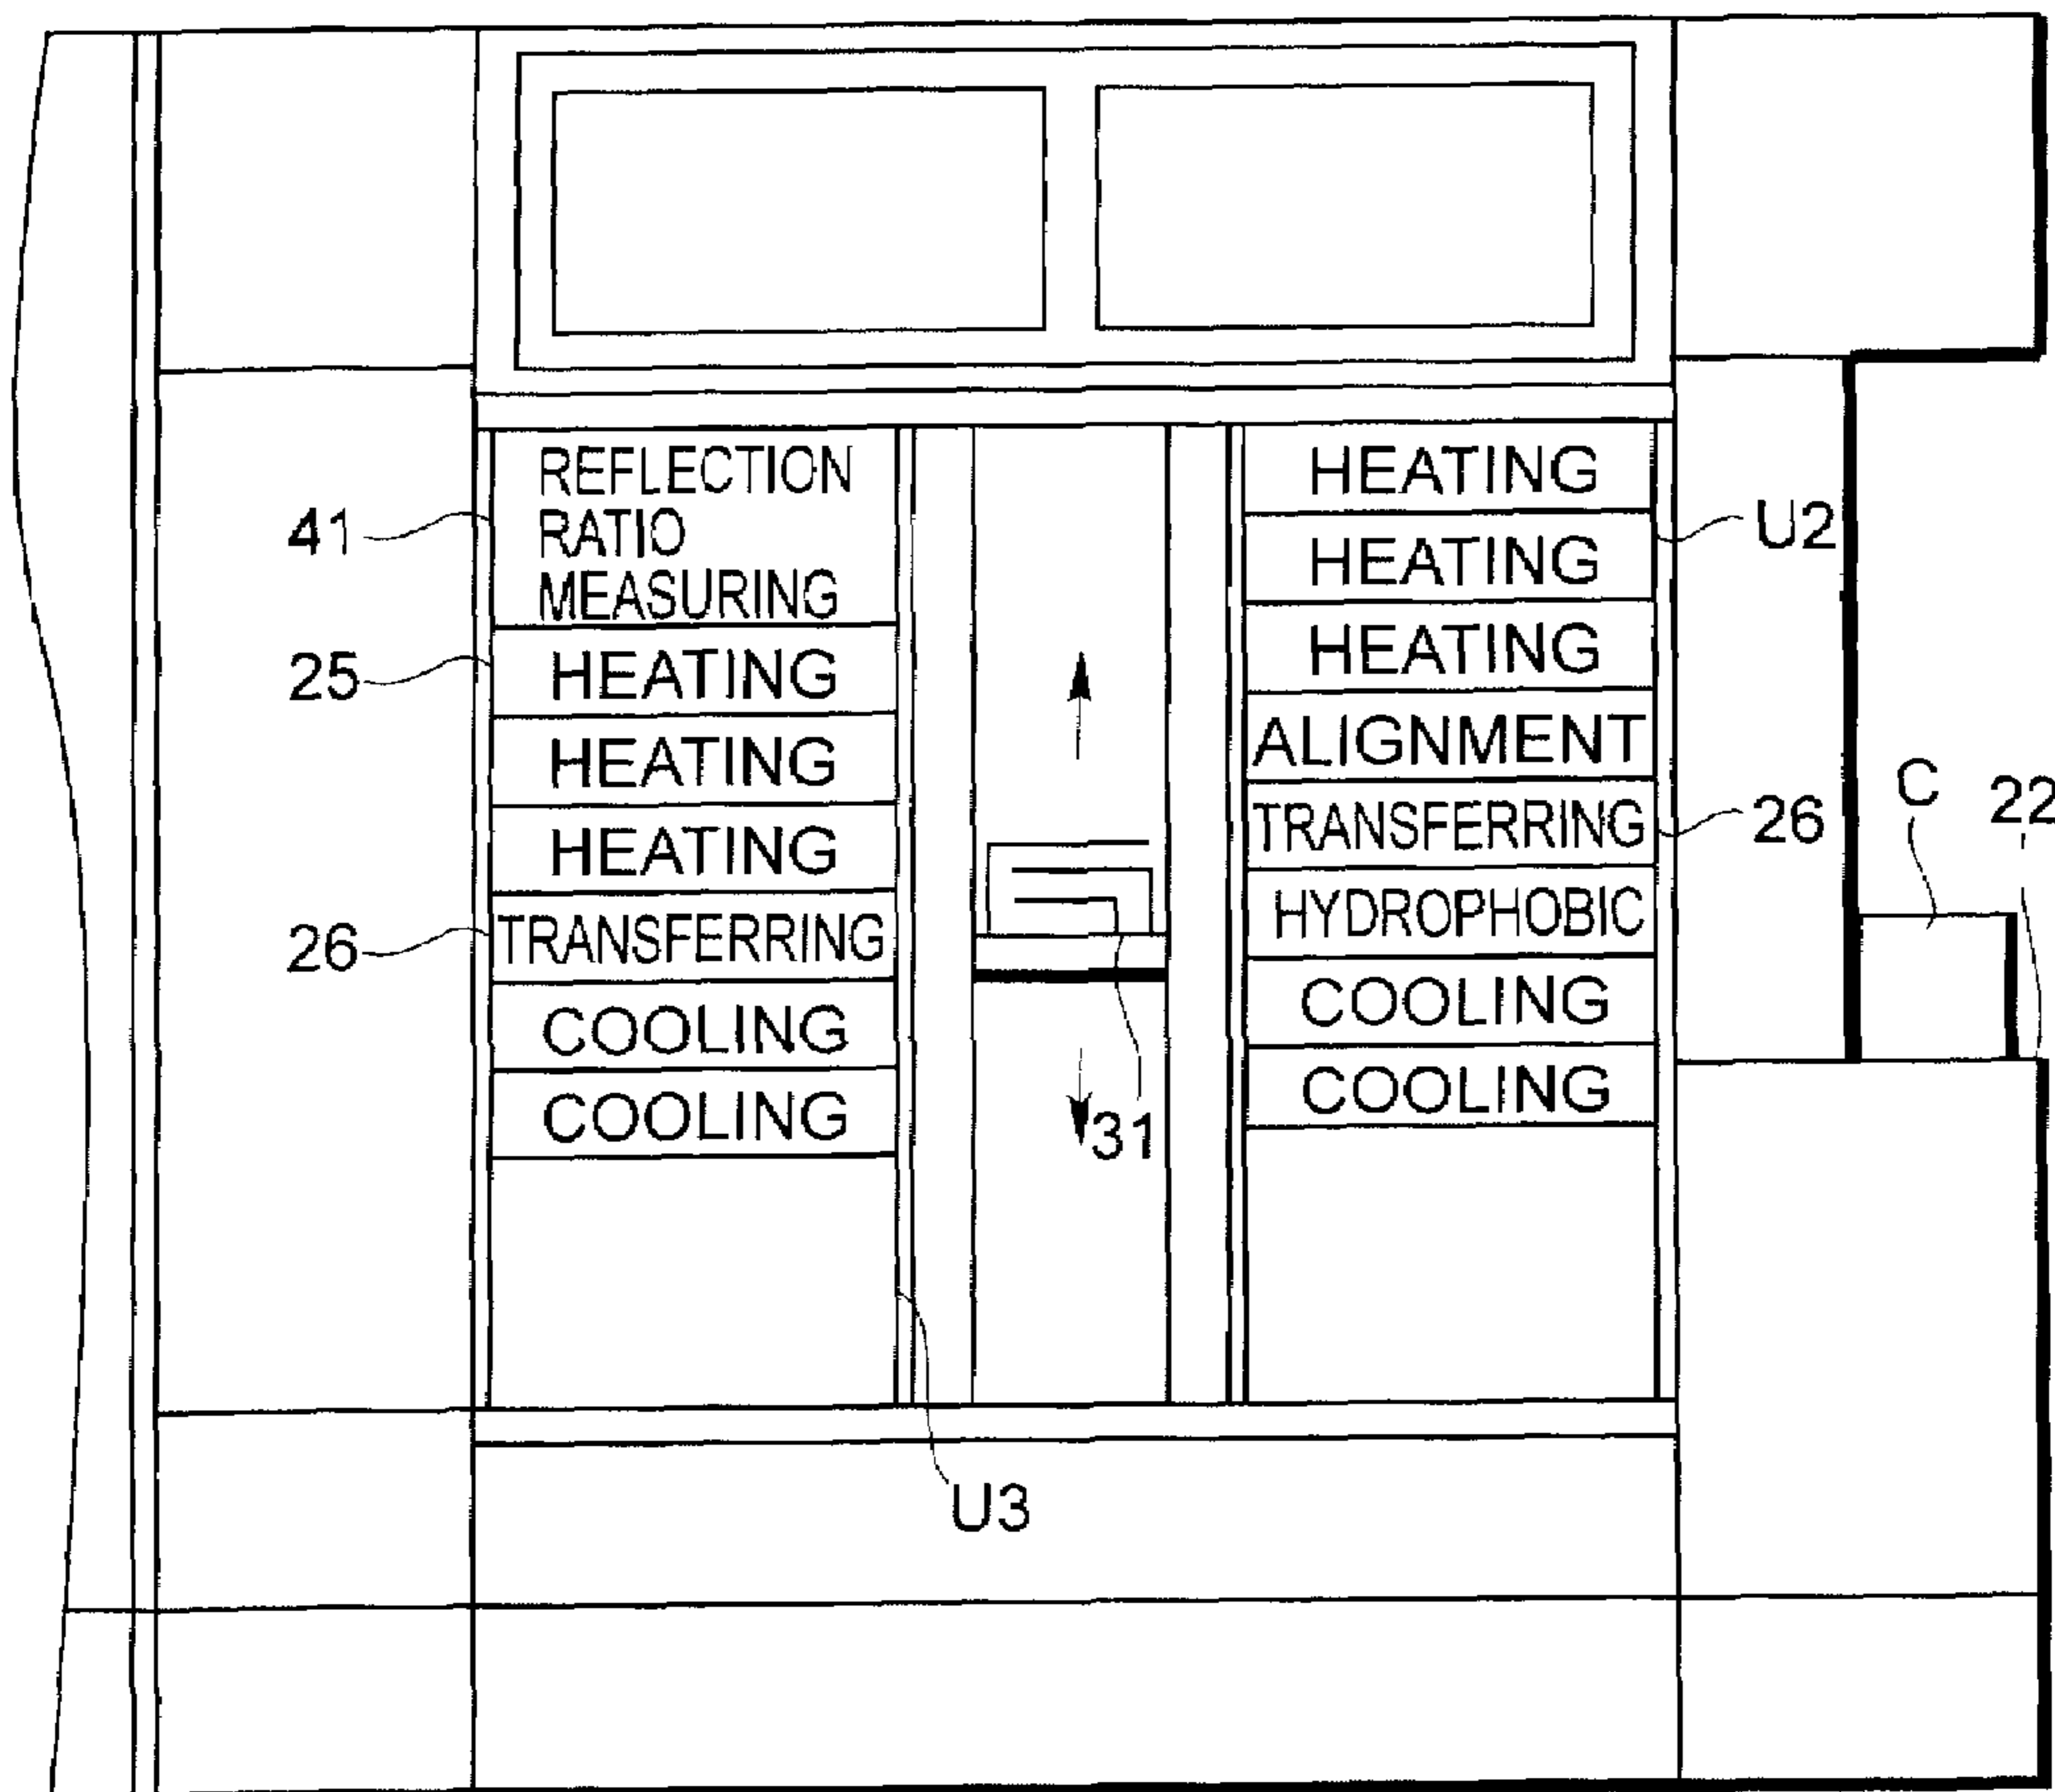 REFLECTION
RATIO
MEASURING
HEATING
HEATING
HEATING
TRANSFERRING
COOLING
COOLING
41
25
26
31
U3
HEATING
HEATING
HEATING
ALIGNMENT
TRANSFERRING
HYDROPHOBIC
COOLING
COOLING
U2
26
C
22